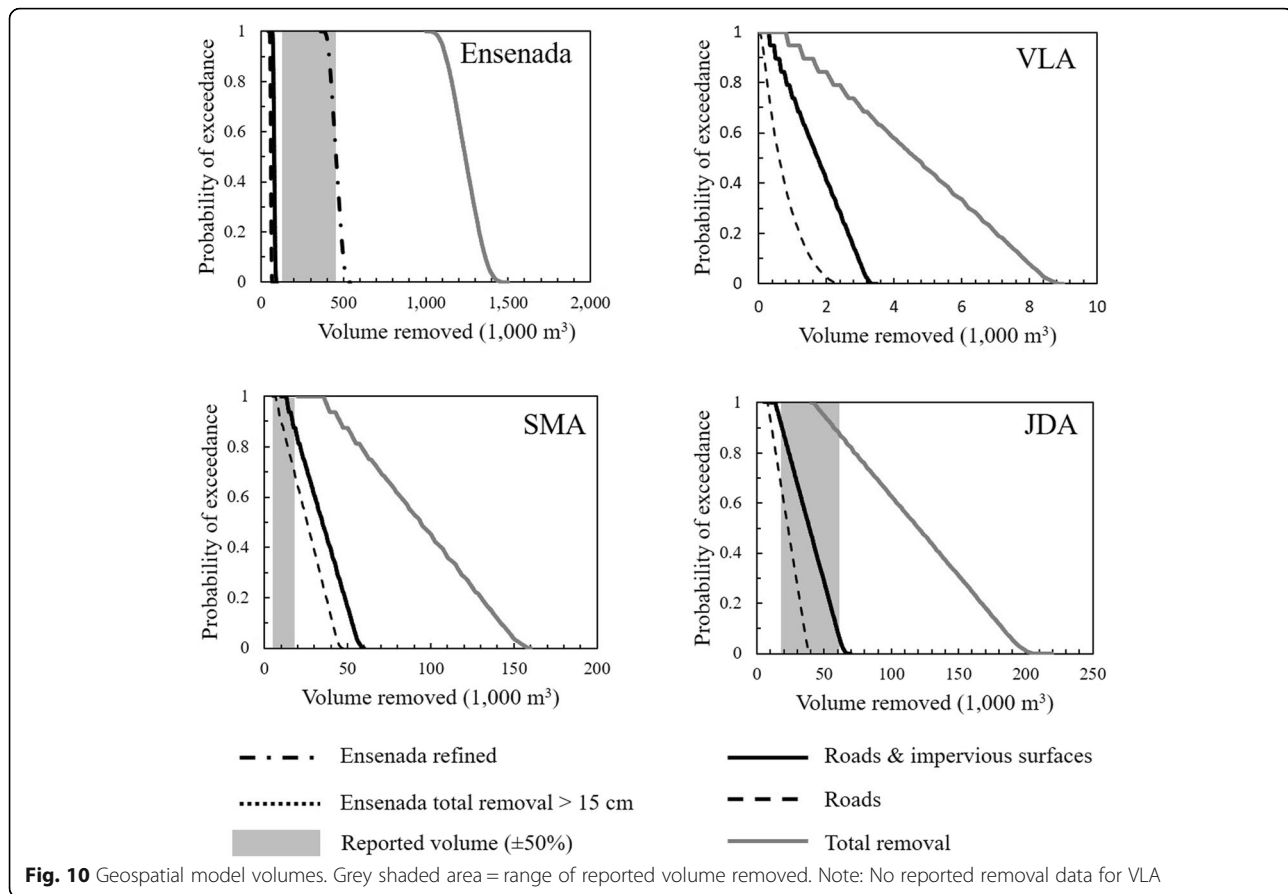 Ensenada
Probability of exceedance
1
0.8
0.6
0.4
0.2
0
0 500 1,000 1,500 2,000
Volume removed (1,000 m³)
VLA
Probability of exceedance
1
0.8
0.6
0.4
0.2
0
0 2 4 6 8 10
Volume removed (1,000 m³)
SMA
Probability of exceedance
1
0.8
0.6
0.4
0.2
0
0 50 100 150 200
Volume removed (1,000 m³)
JDA
Probability of exceedance
1
0.8
0.6
0.4
0.2
0
0 50 100 150 200 250
Volume removed (1,000 m³)
Ensenada refined
Ensenada total removal > 15 cm
Reported volume (±50%)
Roads & impervious surfaces
Roads
Total removal
Fig. 10 Geospatial model volumes. Grey shaded area = range of reported volume removed. Note: No reported removal data for VLA